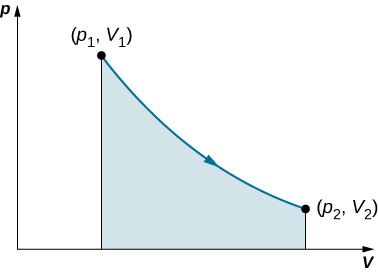 p
(p₁, V₁)
(p₂, V₂)
V